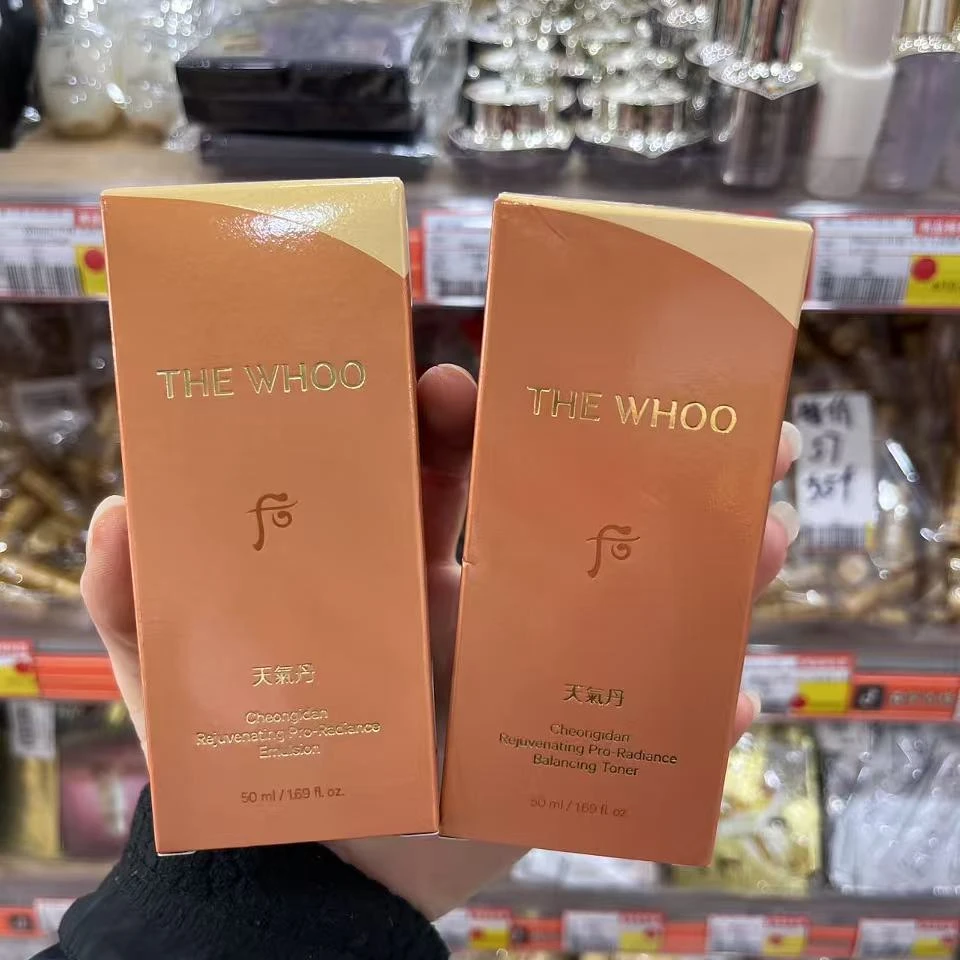 THE WHOO
天氣丹
Cheongidan
Rejuvenating Pro-Radiance
Emulsion
50 ml / 1.69 fl. oz.
THE WHOO
天氣丹
Cheongidan
Rejuvenating Pro-Radiance
Balancing Toner
50 ml / 1.69 fl. oz